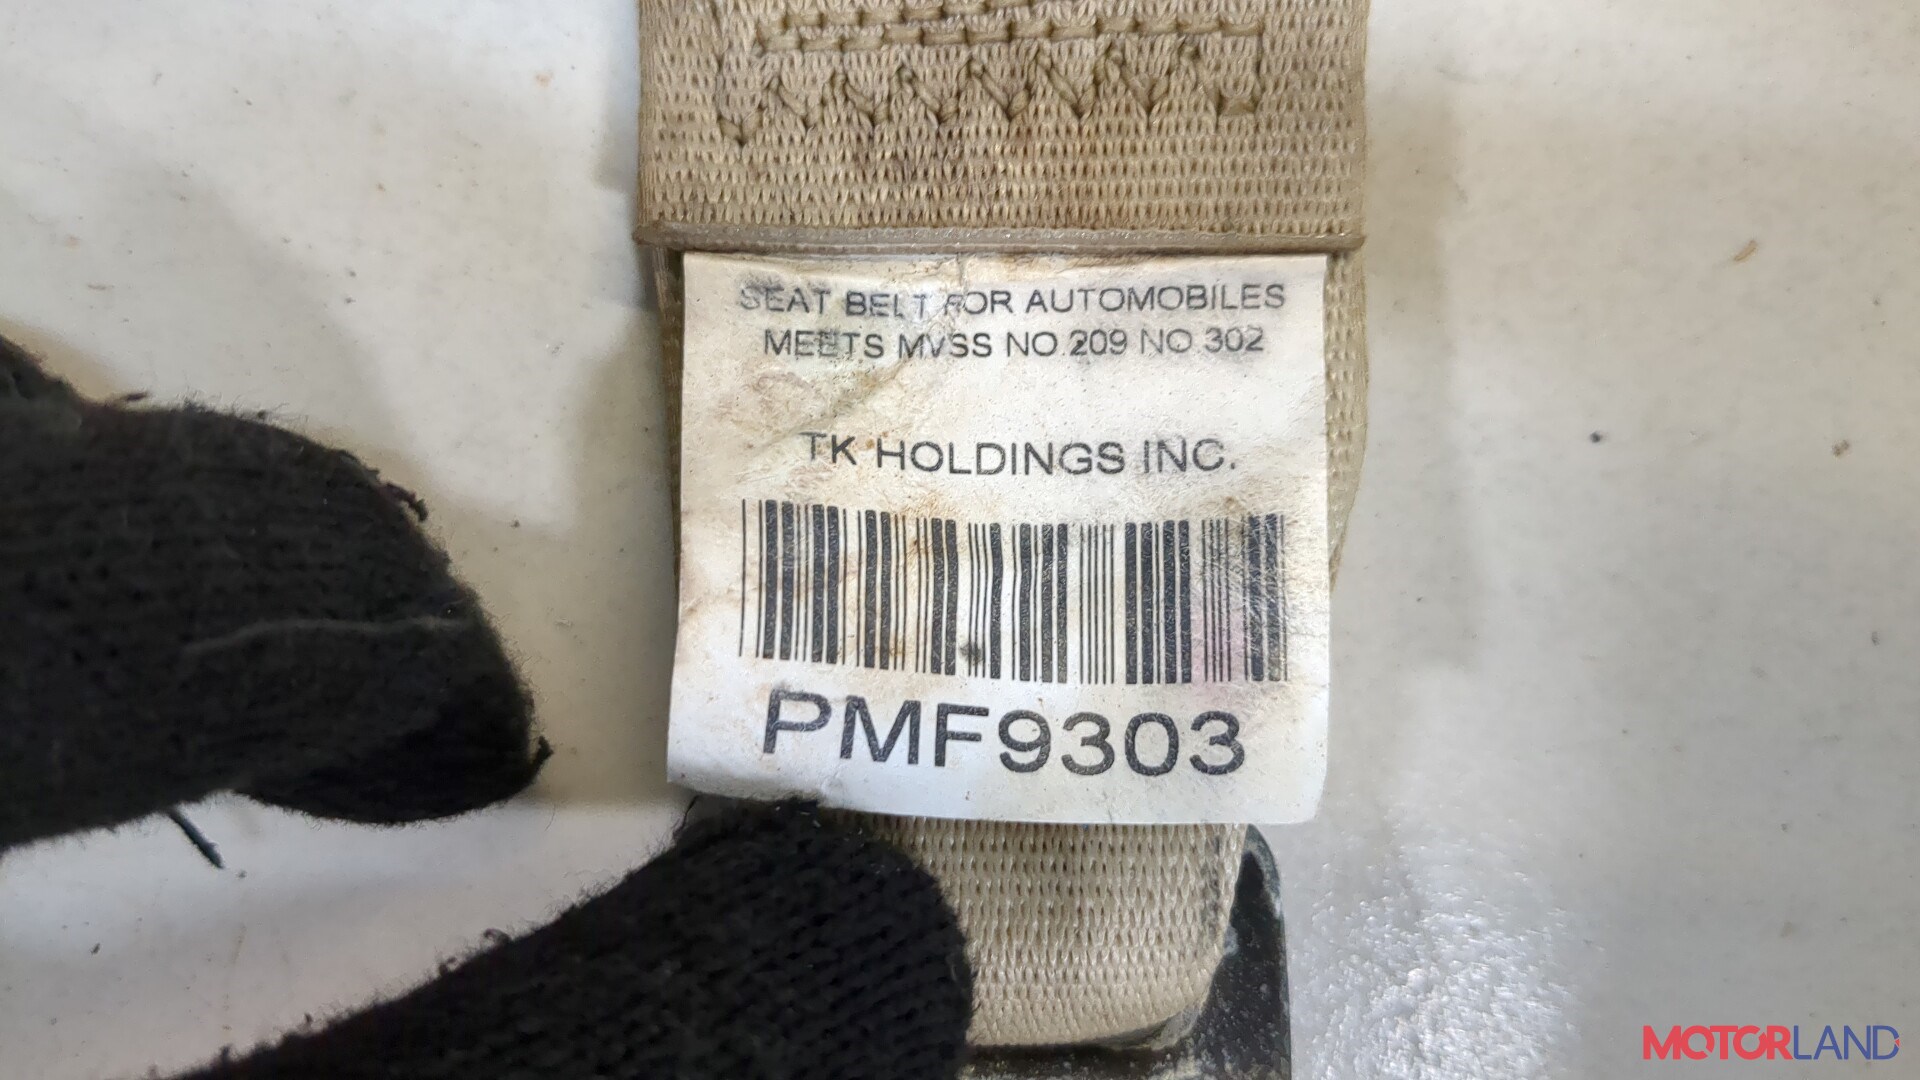 SEAT BELT FOR AUTOMOBILES
MEETS MVSS NO.209 NO 302
TK HOLDINGS INC.
PMF9303
MOTORLAND